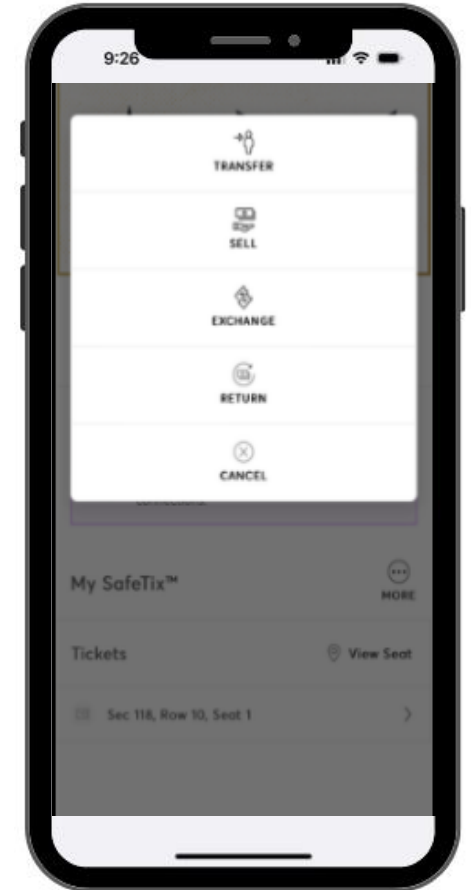 9:26
TRANSFER
SELL
EXCHANGE
RETURN
CANCEL
connections.
My SafeTix™
MORE
Tickets
View Seat
Sec 118, Row 10, Seat 1